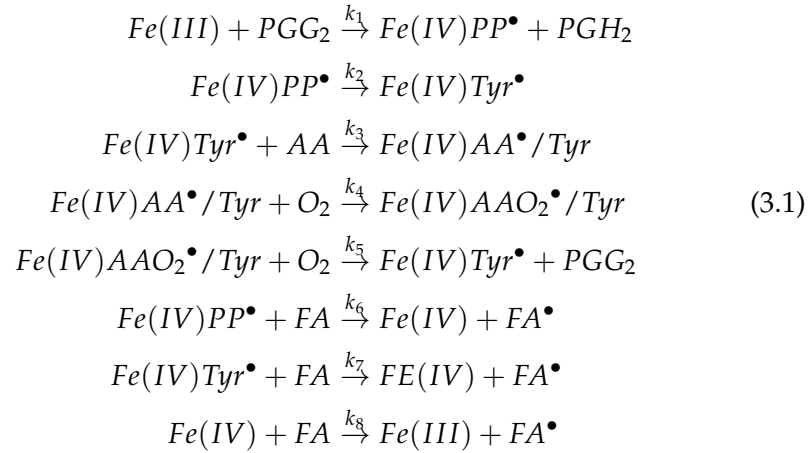 Fe(III) + PGG₂ →k₁ Fe(IV)PP• + PGH₂
Fe(IV)PP• →k₂ Fe(IV)Tyr•
Fe(IV)Tyr• + AA →k₃ Fe(IV)AA•/Tyr
Fe(IV)AA•/Tyr + O₂ →k₄ Fe(IV)AAO₂•/Tyr (3.1)
Fe(IV)AAO₂•/Tyr + O₂ →k₅ Fe(IV)Tyr• + PGG₂
Fe(IV)PP• + FA →k₆ Fe(IV) + FA•
Fe(IV)Tyr• + FA →k₇ FE(IV) + FA•
Fe(IV) + FA →k₈ Fe(III) + FA•